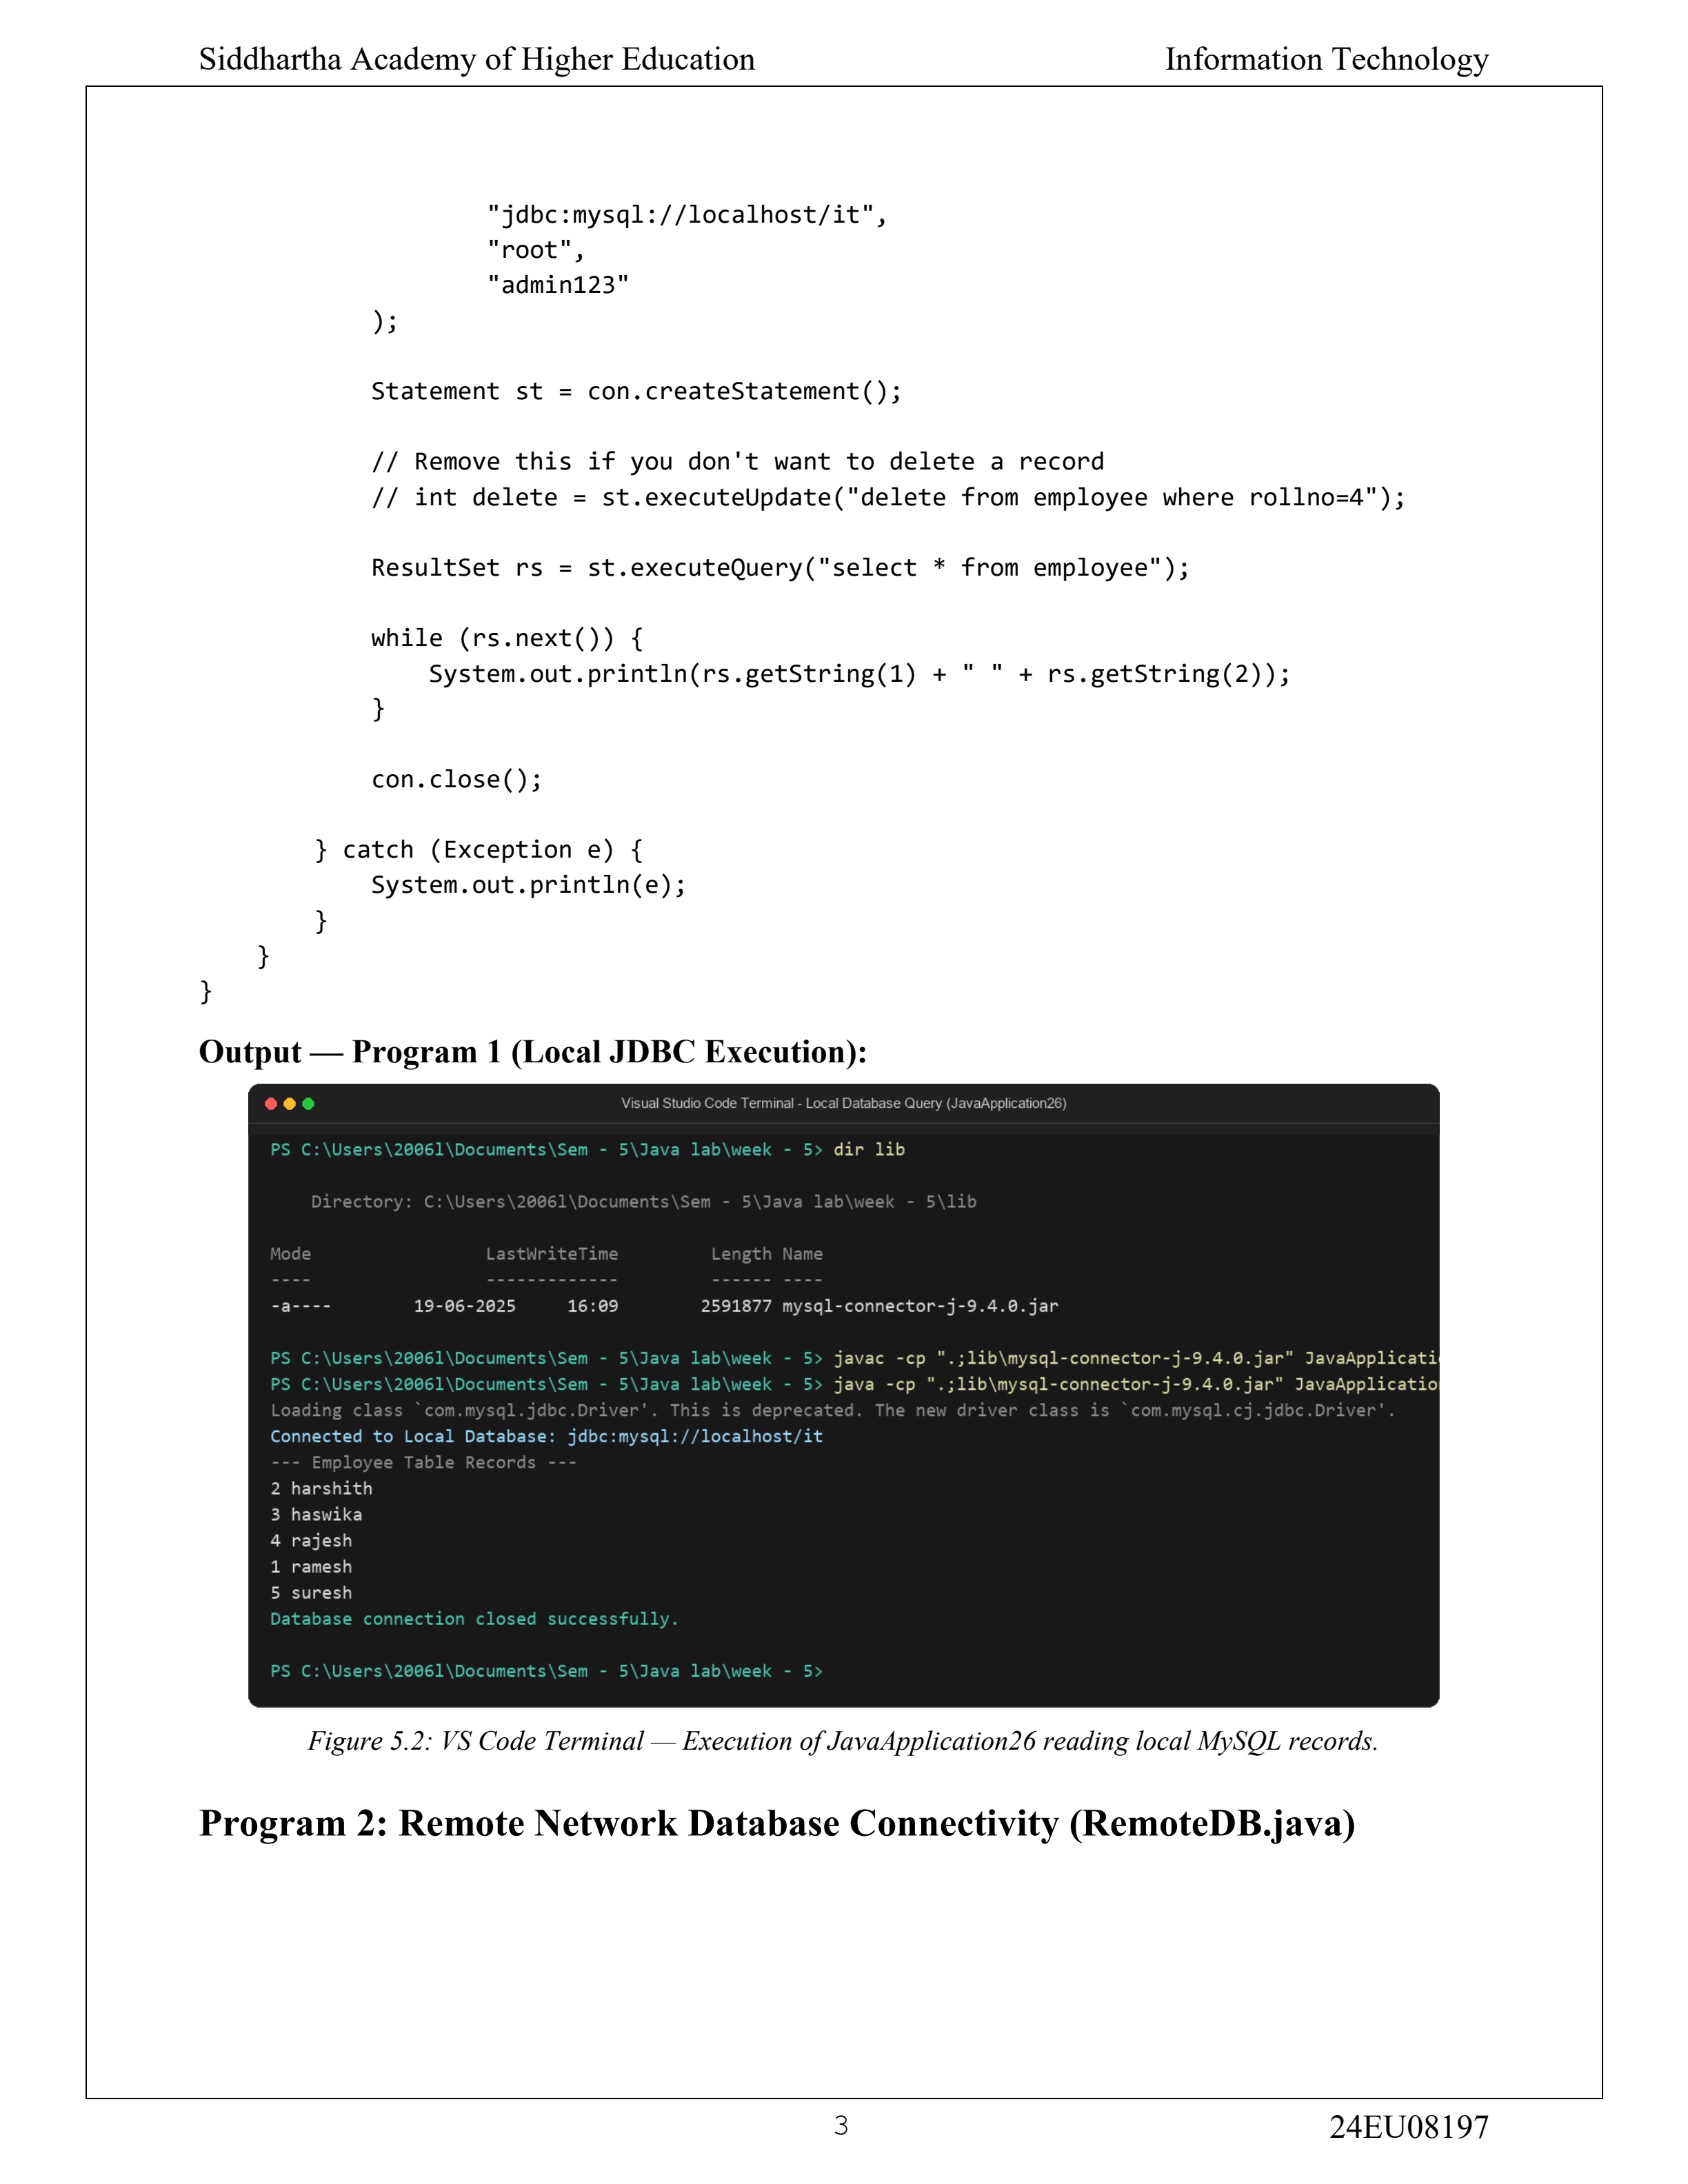 Siddhartha Academy of Higher Education Information Technology
"jdbc:mysql://localhost/it",
"root",
"admin123"
);
Statement st = con.createStatement();
// Remove this if you don't want to delete a record
// int delete = st.executeUpdate("delete from employee where rollno=4");
ResultSet rs = st.executeQuery("select * from employee");
while (rs.next()) {
System.out.println(rs.getString(1) + " " + rs.getString(2));
}
con.close();
} catch (Exception e) {
System.out.println(e);
}
}
}
Output — Program 1 (Local JDBC Execution):
Visual Studio Code Terminal - Local Database Query (JavaApplication26)
PS C:\Users\2006l\Documents\Sem - 5\Java lab\week - 5> dir lib
Directory: C:\Users\2006l\Documents\Sem - 5\Java lab\week - 5\lib
Mode LastWriteTime Length Name
---- ------------- ------ ----
-a---- 19-06-2025 16:09 2591877 mysql-connector-j-9.4.0.jar
PS C:\Users\2006l\Documents\Sem - 5\Java lab\week - 5> javac -cp ".;lib\mysql-connector-j-9.4.0.jar" JavaApplicati
PS C:\Users\2006l\Documents\Sem - 5\Java lab\week - 5> java -cp ".;lib\mysql-connector-j-9.4.0.jar" JavaApplicatio
Loading class `com.mysql.jdbc.Driver'. This is deprecated. The new driver class is `com.mysql.cj.jdbc.Driver'.
Connected to Local Database: jdbc:mysql://localhost/it
--- Employee Table Records ---
2 harshith
3 haswika
4 rajesh
1 ramesh
5 suresh
Database connection closed successfully.
PS C:\Users\2006l\Documents\Sem - 5\Java lab\week - 5>
Figure 5.2: VS Code Terminal — Execution of JavaApplication26 reading local MySQL records.
Program 2: Remote Network Database Connectivity (RemoteDB.java)
3 24EU08197